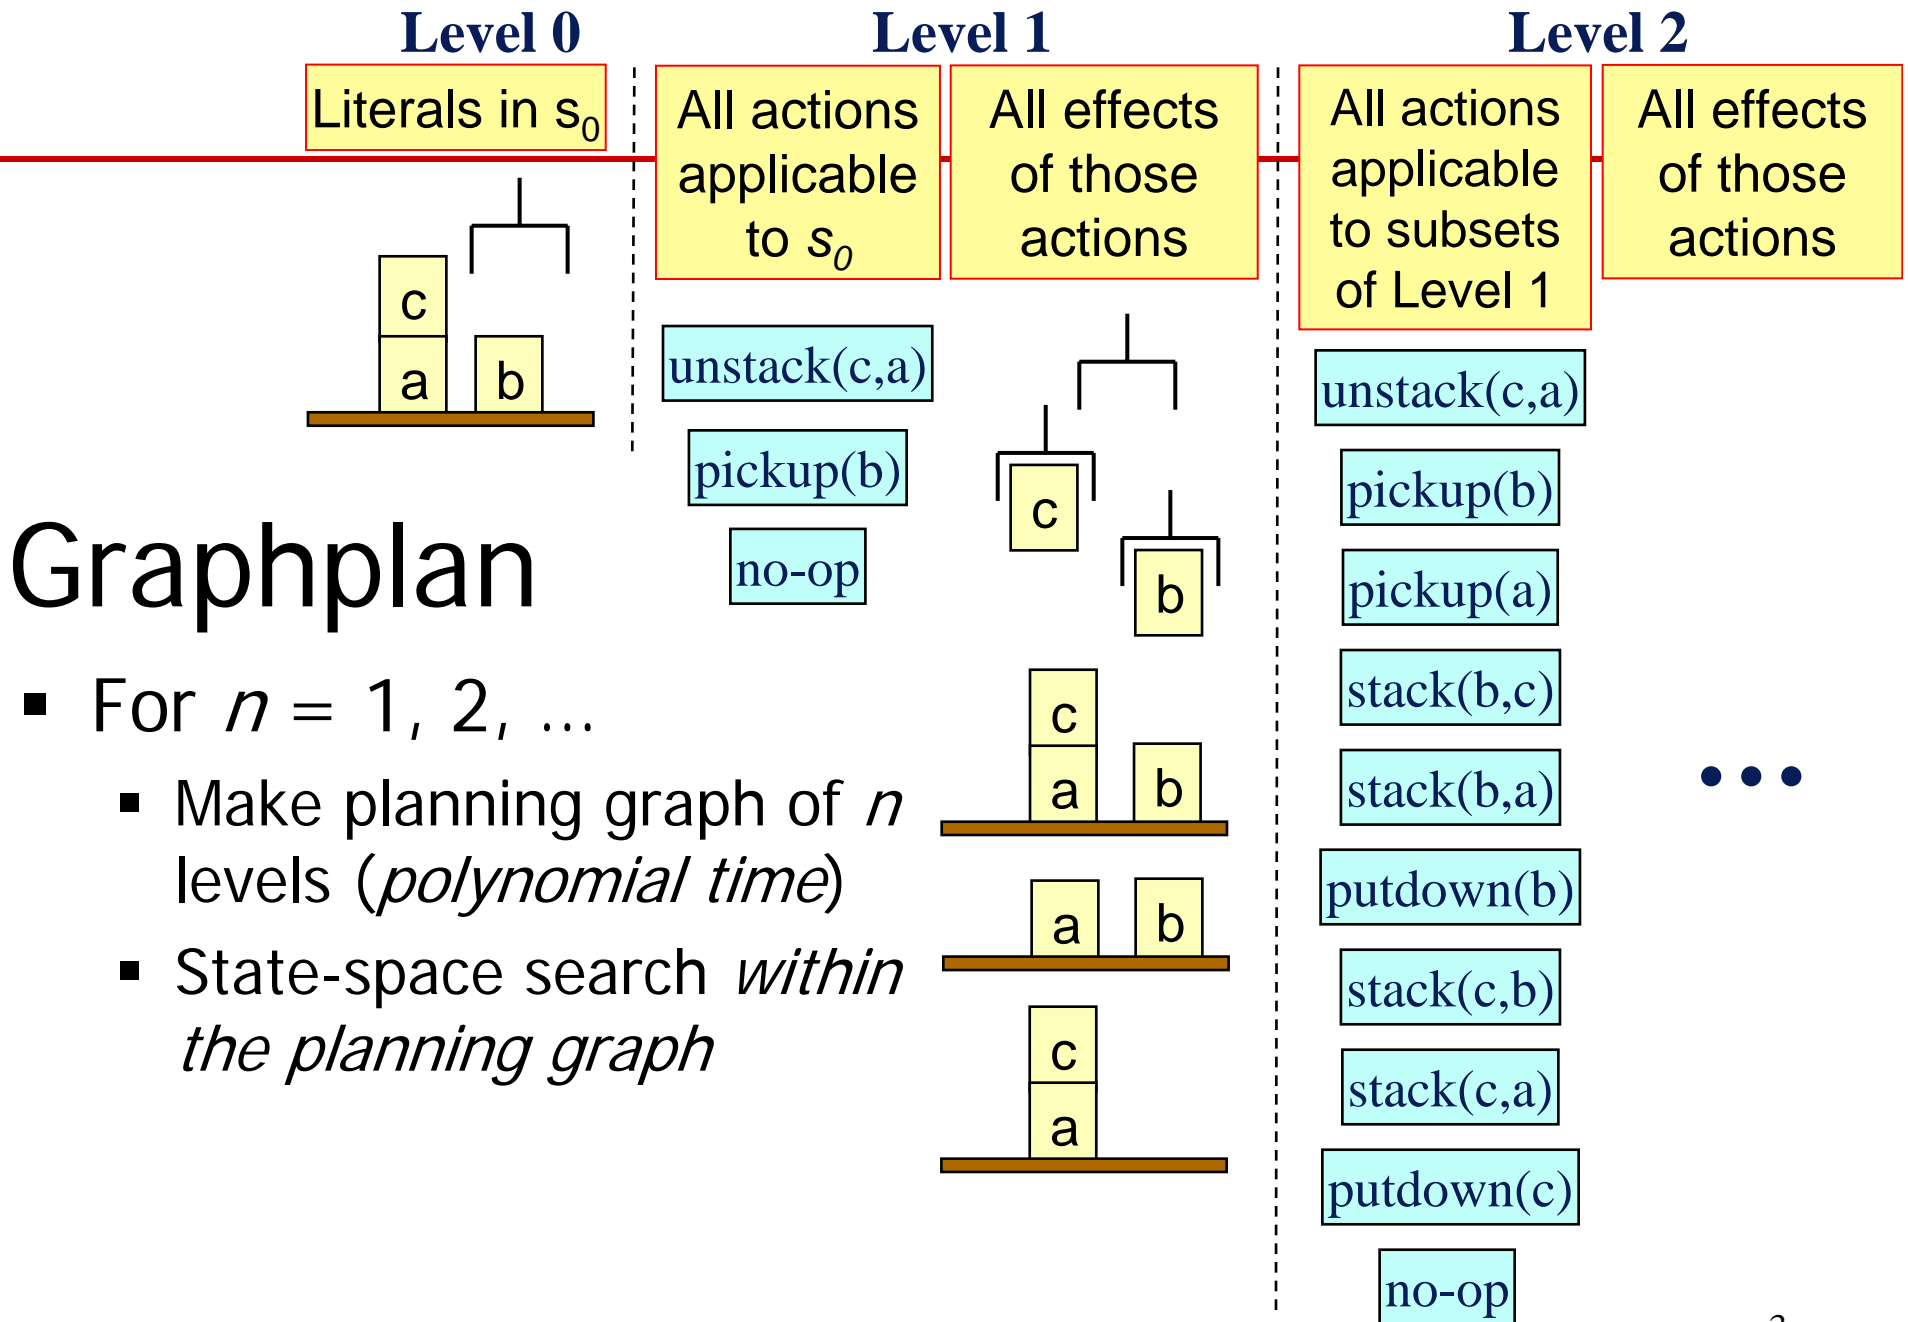 Level 0
Level 1
Level 2
Literals in s0
All actions
applicable
to s0
All effects
of those
actions
All actions
applicable
to subsets
of Level 1
All effects
of those
actions
c
a
b
unstack(c,a)
pickup(b)
no-op
c
b
c
a
b
a
b
c
a
unstack(c,a)
pickup(b)
pickup(a)
stack(b,c)
stack(b,a)
putdown(b)
stack(c,b)
stack(c,a)
putdown(c)
no-op
•••
Graphplan
▪ For n = 1, 2, …
▪ Make planning graph of n
levels (polynomial time)
▪ State-space search within
the planning graph